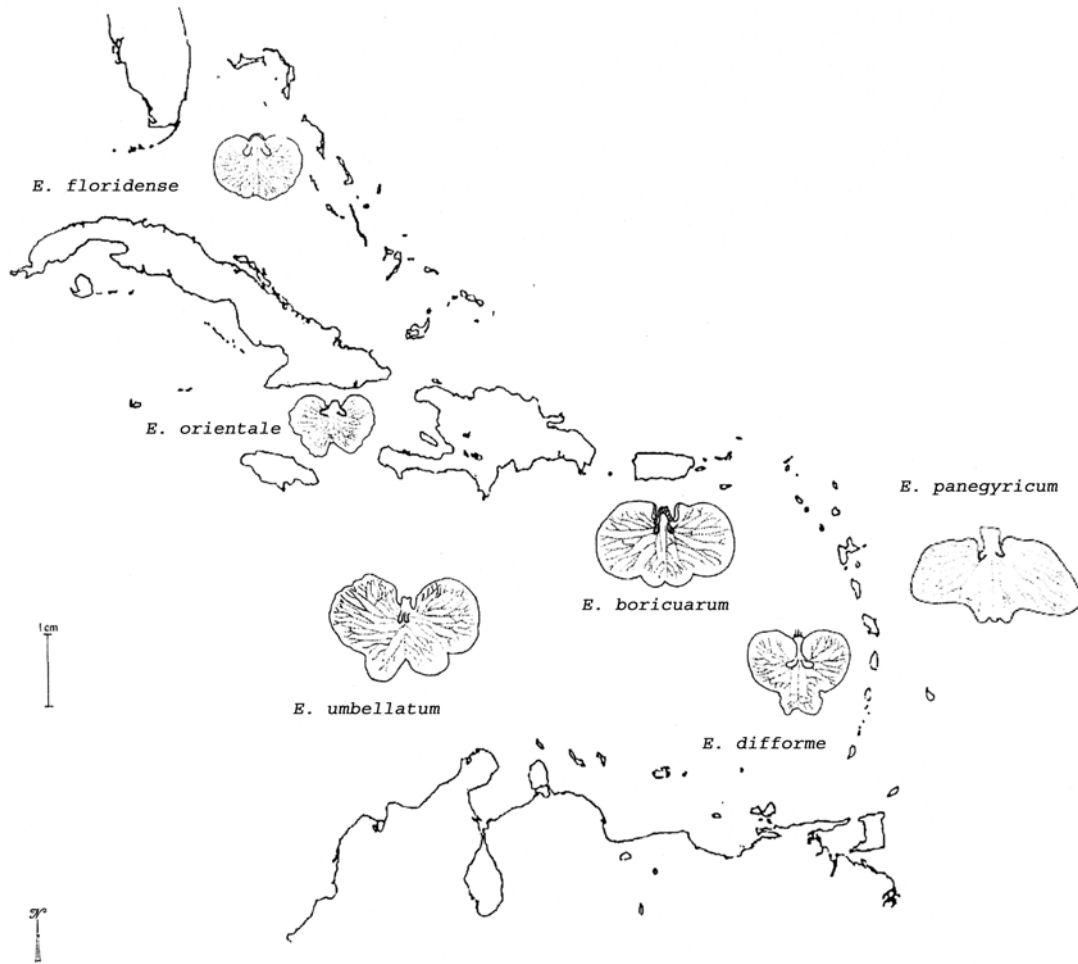 E. floridense
E. orientale
E. panegyricum
E. boricuarum
1cm
E. umbellatum
E. difforme
N